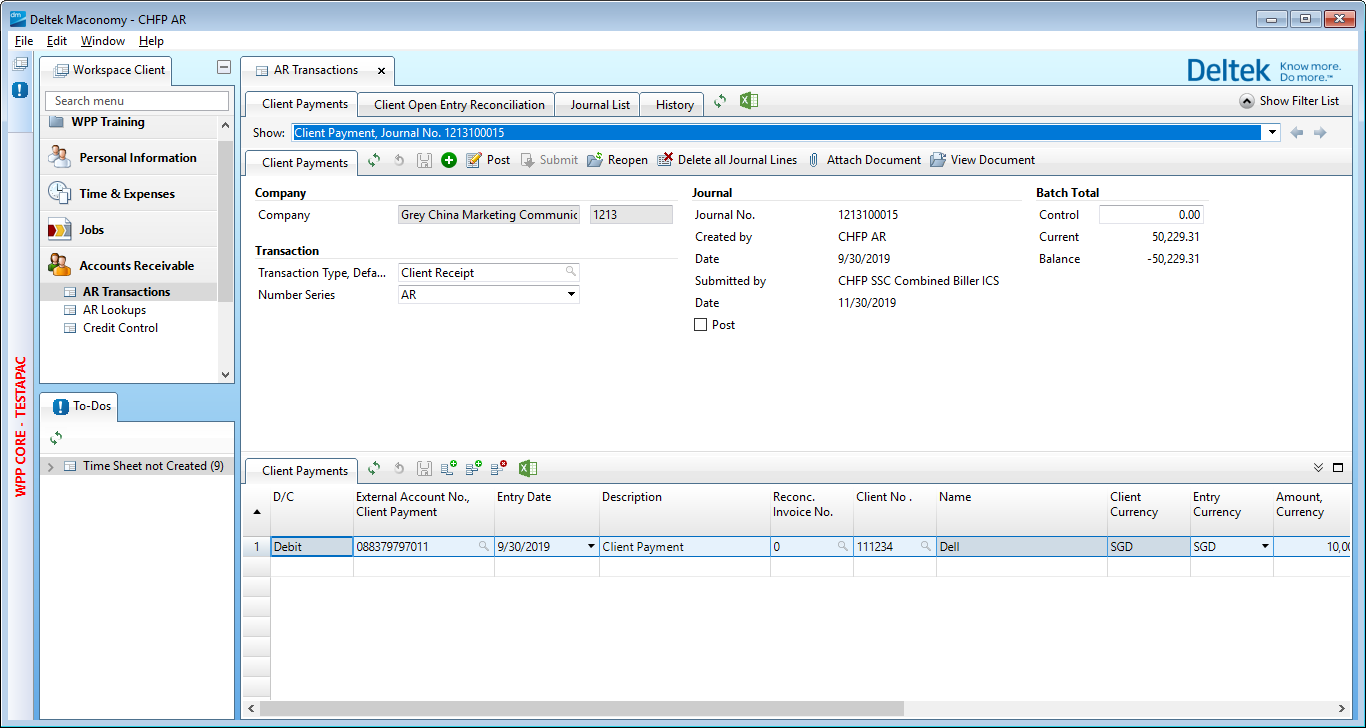 Deltek Maconomy - CHFP AR
File Edit Window Help
Workspace Client
Search menu
WPP Training
Personal Information
Time & Expenses
Jobs
Accounts Receivable
AR Transactions
AR Lookups
Credit Control
WPP CORE - TESTAPAC
To-Dos
Time Sheet not Created (9)
AR Transactions
Deltek Know more.
Do more.™
Client Payments Client Open Entry Reconciliation Journal List History
Show Filter List
Show: Client Payment, Journal No. 1213100015
Client Payments Post Submit Reopen Delete all Journal Lines Attach Document View Document
Company
Company Grey China Marketing Communic 1213
Transaction
Transaction Type, Defa... Client Receipt
Number Series AR
Journal
Journal No. 1213100015
Created by CHFP AR
Date 9/30/2019
Submitted by CHFP SSC Combined Biller ICS
Date 11/30/2019
Post
Batch Total
Control 0.00
Current 50,229.31
Balance -50,229.31
Client Payments
D/C External Account No., Entry Date Description Reconc. Client No . Name Client Entry Amount,
Client Payment Invoice No. Currency Currency Currency
1 Debit 088379797011 9/30/2019 Client Payment 0 111234 Dell SGD SGD 10,00